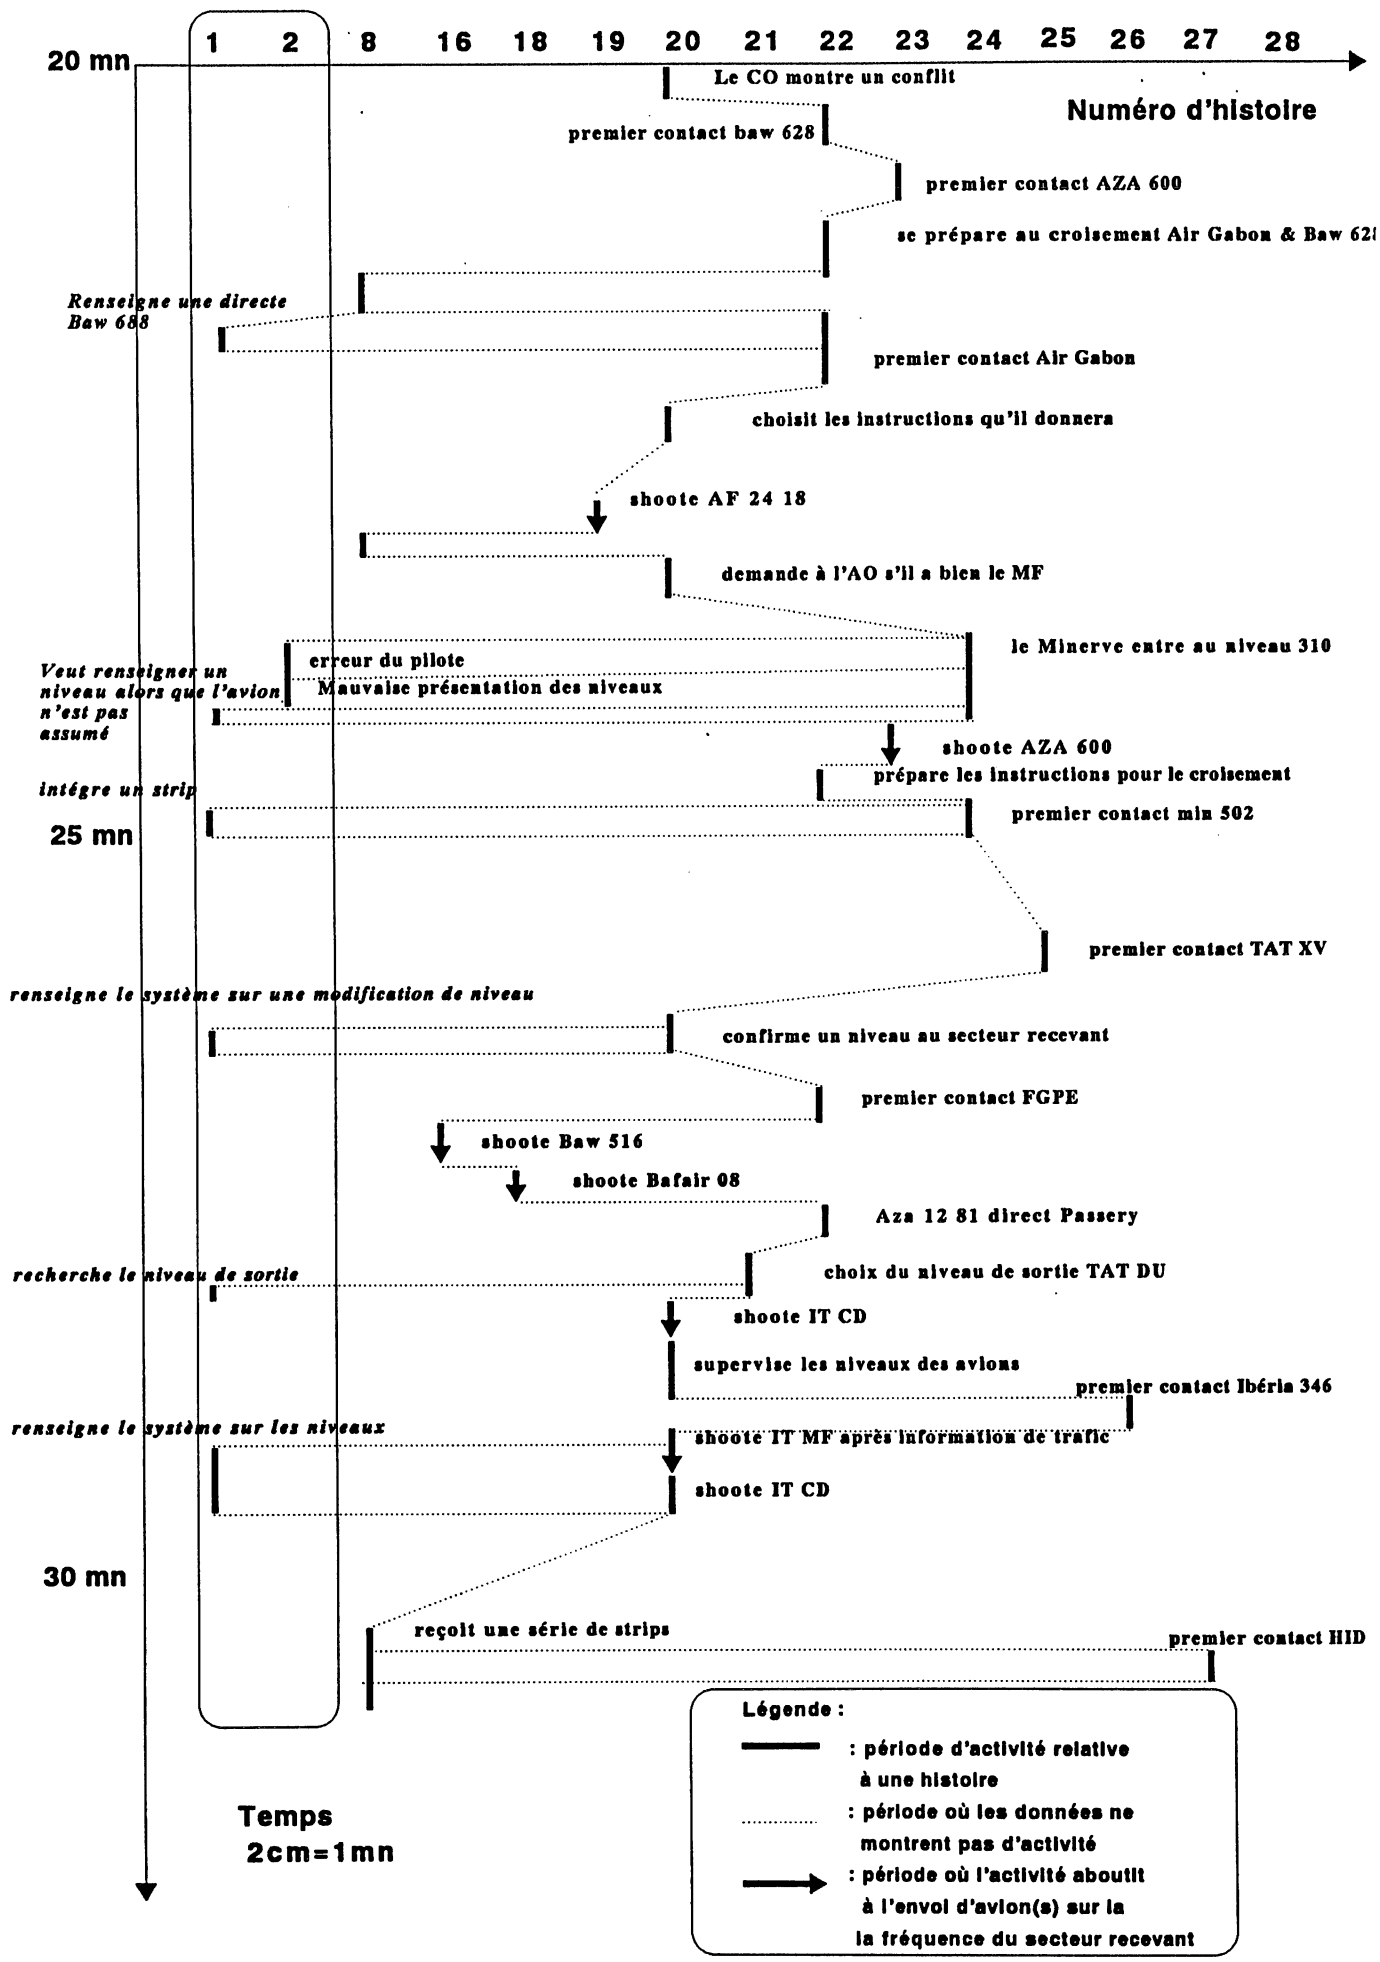 1 2 8 16 18 19 20 21 22 23 24 25 26 27 28
20 mn
Le CO montre un conflit
Numéro d'histoire
premier contact baw 628
premier contact AZA 600
se prépare au croisement Air Gabon & Baw 628
Renseigne une directe
Baw 688
premier contact Air Gabon
choisit les instructions qu'il donnera
shoote AF 24 18
demande à l'AO s'il a bien le MF
le Minerve entre au niveau 310
erreur du pilote
Mauvaise présentation des niveaux
Veut renseigner un
niveau alors que l'avion
n'est pas
assumé
shoote AZA 600
prépare les instructions pour le croisement
intégre un strip
premier contact min 502
25 mn
premier contact TAT XV
renseigne le système sur une modification de niveau
confirme un niveau au secteur recevant
premier contact FGPE
shoote Baw 516
shoote Bafair 08
Aza 12 81 direct Passery
recherche le niveau de sortie
choix du niveau de sortie TAT DU
shoote IT CD
supervise les niveaux des avions
premier contact Ibéria 346
renseigne le système sur les niveaux
shoote IT MF après information de trafic
shoote IT CD
30 mn
reçoit une série de strips
premier contact HID
Légende :
: période d'activité relative
à une histoire
: période où les données ne
montrent pas d'activité
: période où l'activité aboutit
à l'envoi d'avion(s) sur la
la fréquence du secteur recevant
Temps
2cm=1mn